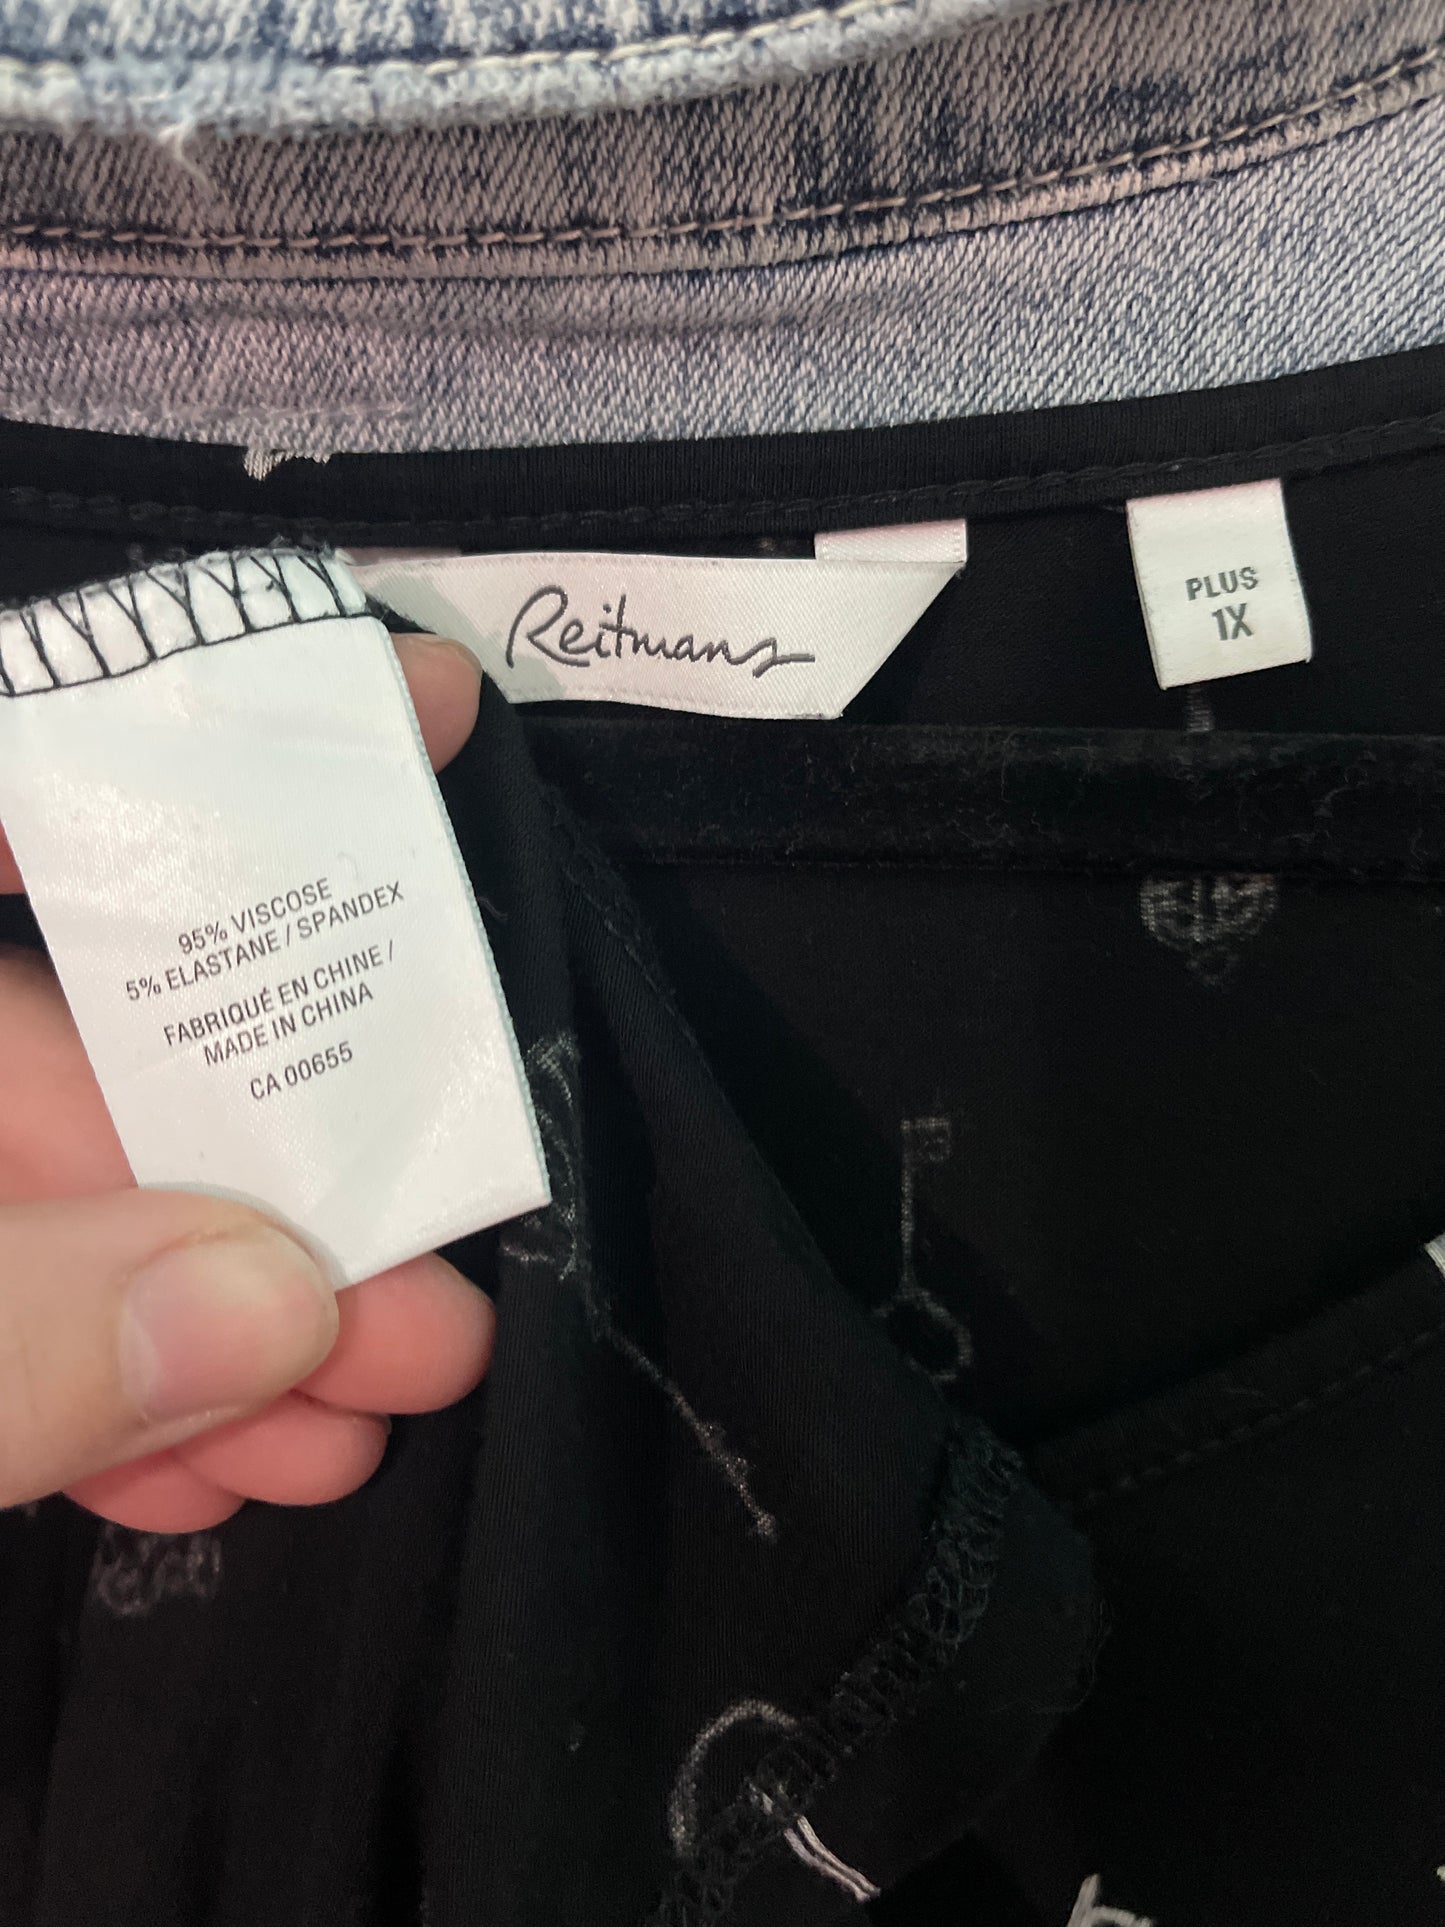 Reitmans
PLUS
1X
95% VISCOSE
5% ELASTANE / SPANDEX
FABRIQUÉ EN CHINE /
MADE IN CHINA
CA 00655